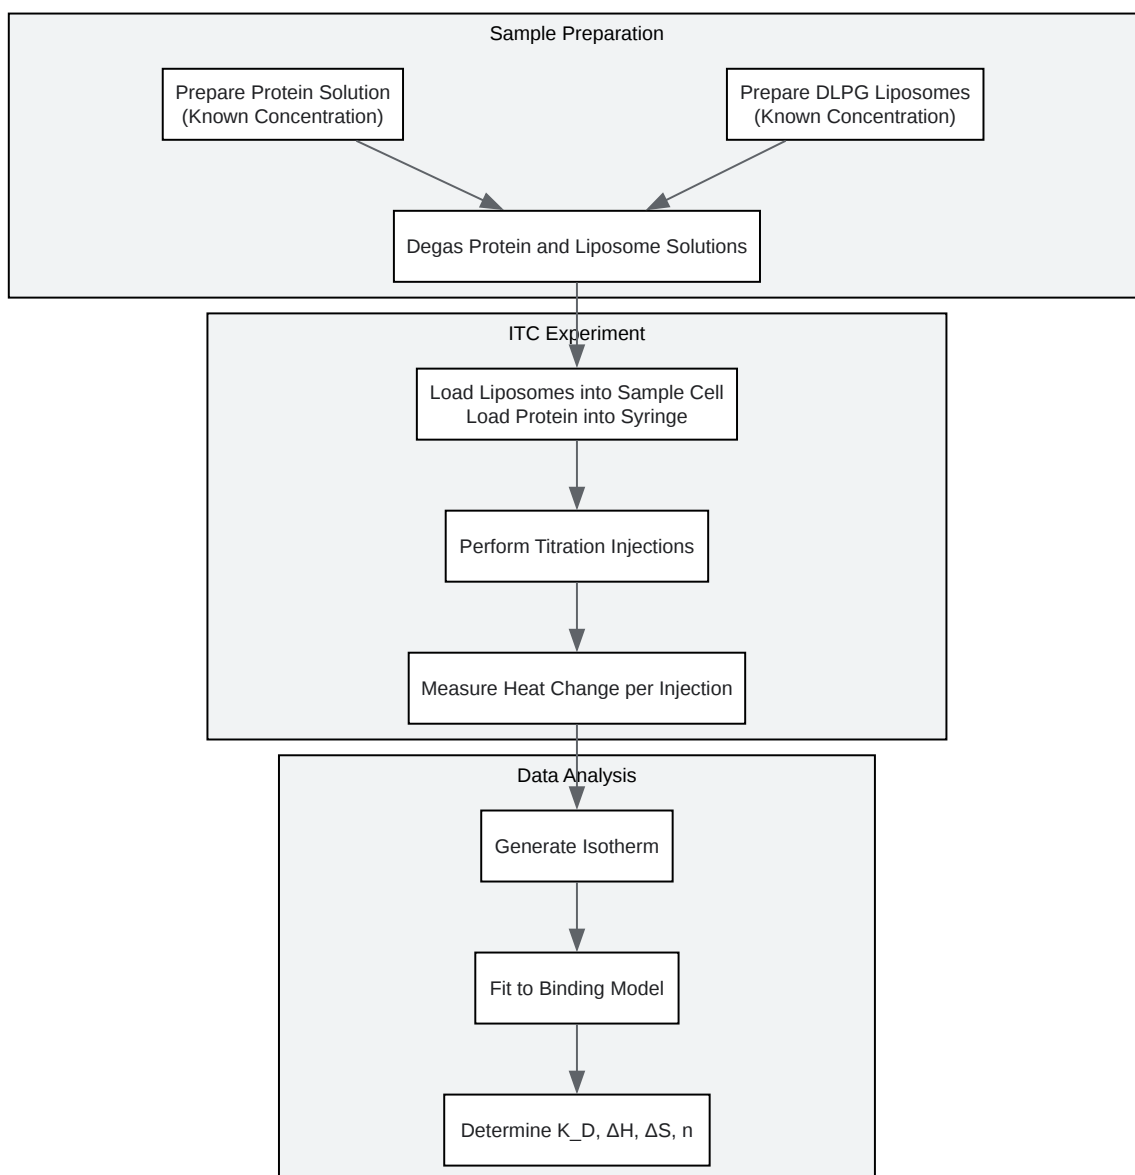 Sample Preparation
Prepare Protein Solution
(Known Concentration)
Prepare DLPG Liposomes
(Known Concentration)
Degas Protein and Liposome Solutions
ITC Experiment
Load Liposomes into Sample Cell
Load Protein into Syringe
Perform Titration Injections
Measure Heat Change per Injection
Data Analysis
Generate Isotherm
Fit to Binding Model
Determine K_D, ΔH, ΔS, n